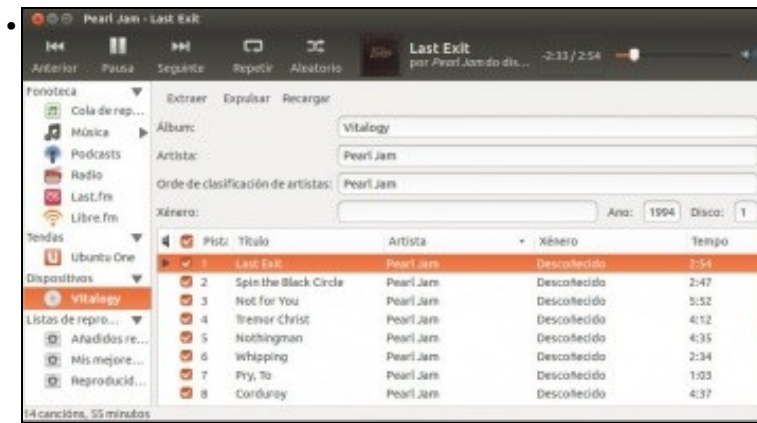 Pearl Jam - Last Exit
Anterior Pausa Seguinte Repetir Aleatorio
Last Exit
por Pearl Jam do dis...
-2:33 / 2:54
Fonoteca
Cola de rep...
Música
Podcasts
Radio
Last.fm
Libre.fm
Tendas
Ubuntu One
Dispositivos
Vitalogy
Listas de repro...
Añadidos re...
Mis mejore...
Reproducid...
Extraer Expulsar Recargar
Álbum: Vitalogy
Artista: Pearl Jam
Orde de clasificación de artistas: Pearl Jam
Xénero: Ano: 1994 Disco: 1
Pista Título Artista Xénero Tempo
1 Last Exit Pearl Jam Descoñecido 2:54
2 Spin the Black Circle Pearl Jam Descoñecido 2:47
3 Not for You Pearl Jam Descoñecido 5:52
4 Tremor Christ Pearl Jam Descoñecido 4:12
5 Nothingman Pearl Jam Descoñecido 4:35
6 Whipping Pearl Jam Descoñecido 2:34
7 Pry, To Pearl Jam Descoñecido 1:03
8 Corduroy Pearl Jam Descoñecido 4:37
14 cancións, 55 minutos